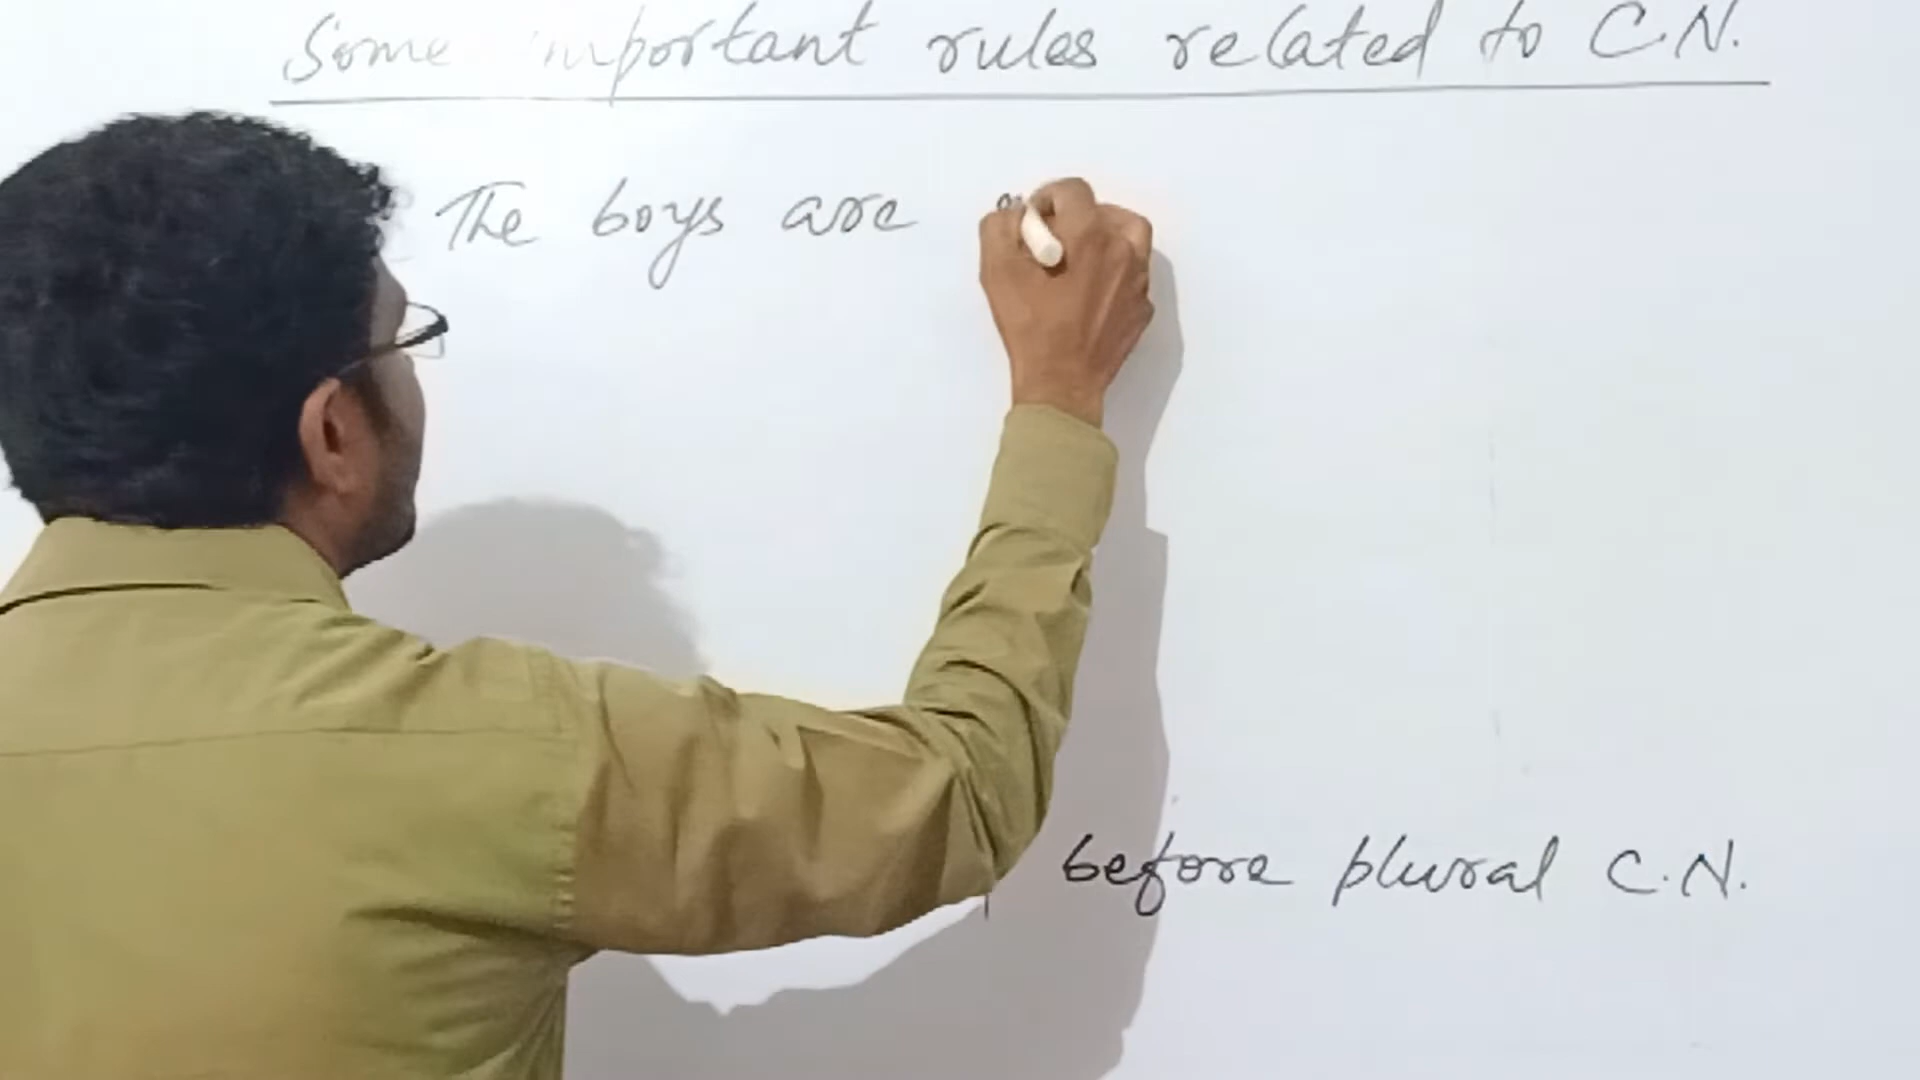 Some important rules related to C.N.
The boys are
before plural C.N.